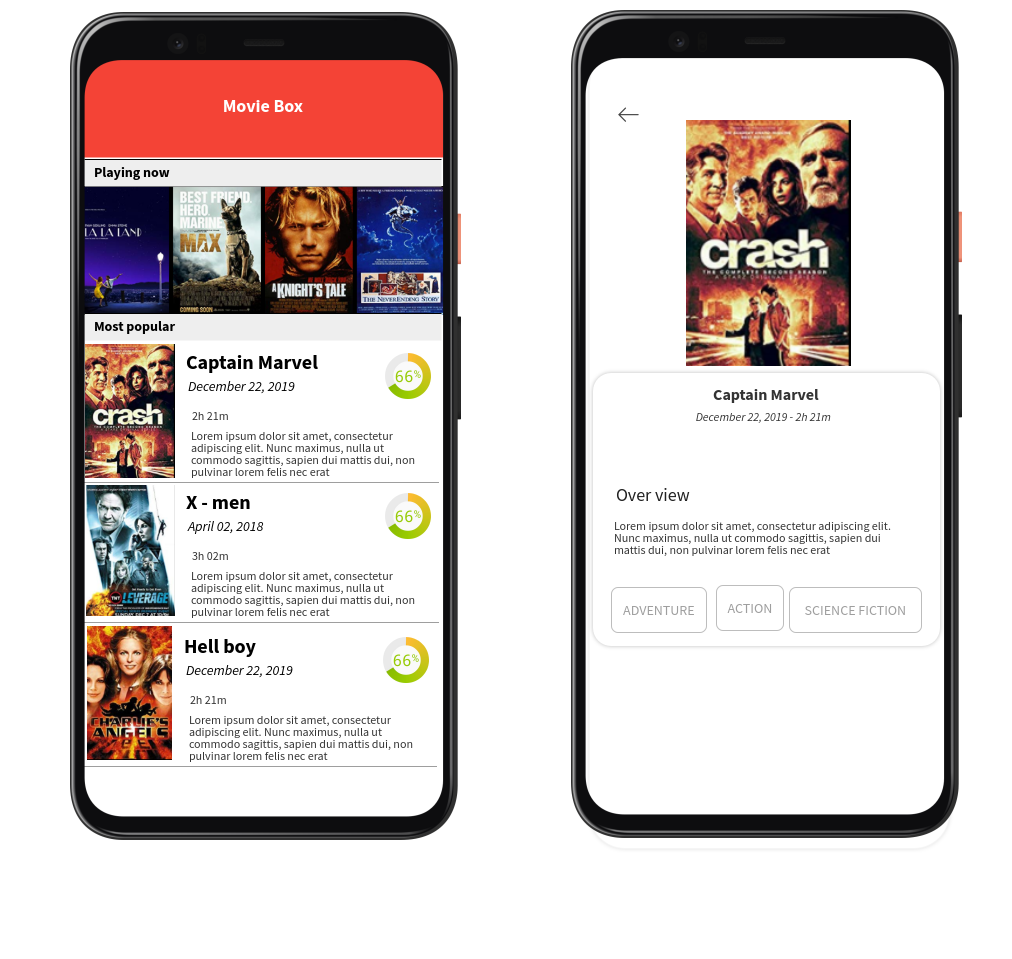 Movie Box
Playing now
LA LA LAND
BEST FRIEND.
HERO.
MARINE.
MAX
COMING SOON
A KNIGHT'S TALE
THE NEVERENDING STORY
Most popular
crash
THE COMPLETE SECOND SEASON
Captain Marvel
66%
December 22, 2019
2h 21m
Lorem ipsum dolor sit amet, consectetur
adipiscing elit. Nunc maximus, nulla ut
commodo sagittis, sapien dui mattis dui, non
pulvinar lorem felis nec erat
TNT LEVERAGE
X - men
66%
April 02, 2018
3h 02m
Lorem ipsum dolor sit amet, consectetur
adipiscing elit. Nunc maximus, nulla ut
commodo sagittis, sapien dui mattis dui, non
pulvinar lorem felis nec erat
CHARLIE'S
ANGELS
Hell boy
66%
December 22, 2019
2h 21m
Lorem ipsum dolor sit amet, consectetur
adipiscing elit. Nunc maximus, nulla ut
commodo sagittis, sapien dui mattis dui, non
pulvinar lorem felis nec erat
crash
THE COMPLETE SECOND SEASON
Captain Marvel
December 22, 2019 - 2h 21m
Over view
Lorem ipsum dolor sit amet, consectetur adipiscing elit.
Nunc maximus, nulla ut commodo sagittis, sapien dui
mattis dui, non pulvinar lorem felis nec erat
ADVENTURE
ACTION
SCIENCE FICTION